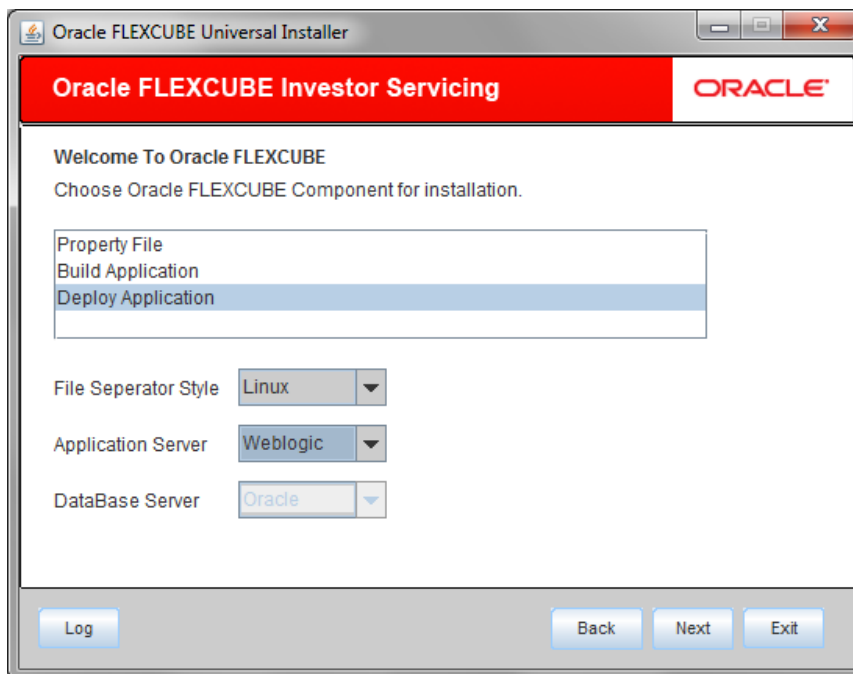 Oracle FLEXCUBE Universal Installer
Oracle FLEXCUBE Investor Servicing
ORACLE®
Welcome To Oracle FLEXCUBE
Choose Oracle FLEXCUBE Component for installation.
Property File
Build Application
Deploy Application
File Seperator Style Linux
Application Server Weblogic
DataBase Server Oracle
Log Back Next Exit